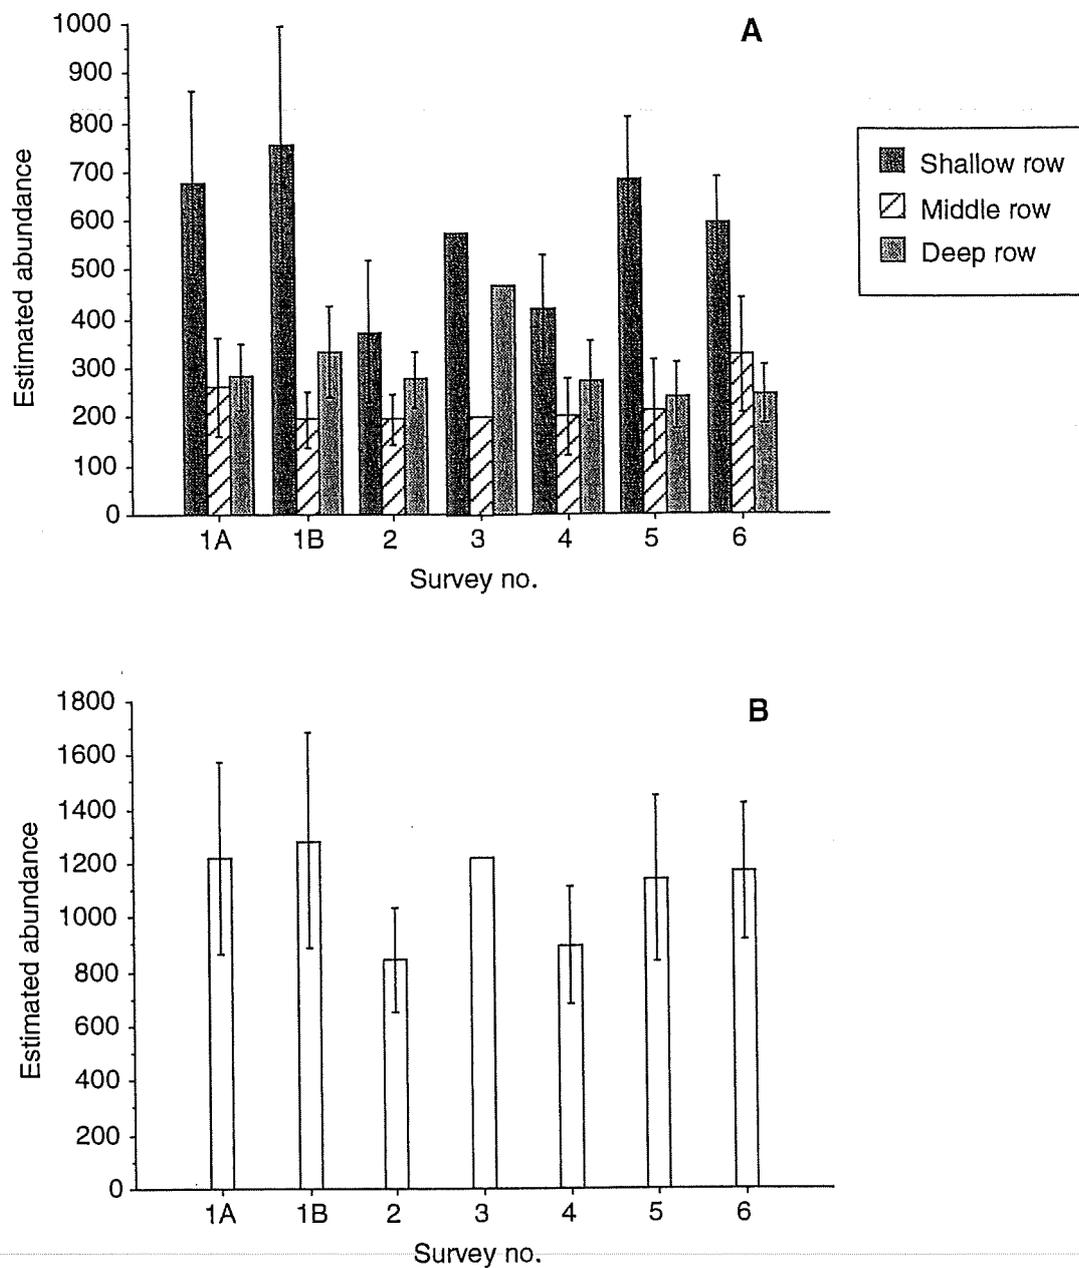 A
1000
900
800
700
600
500
400
300
200
100
0
Estimated abundance
1A 1B 2 3 4 5 6
Survey no.
Shallow row
Middle row
Deep row
B
1800
1600
1400
1200
1000
800
600
400
200
0
Estimated abundance
1A 1B 2 3 4 5 6
Survey no.